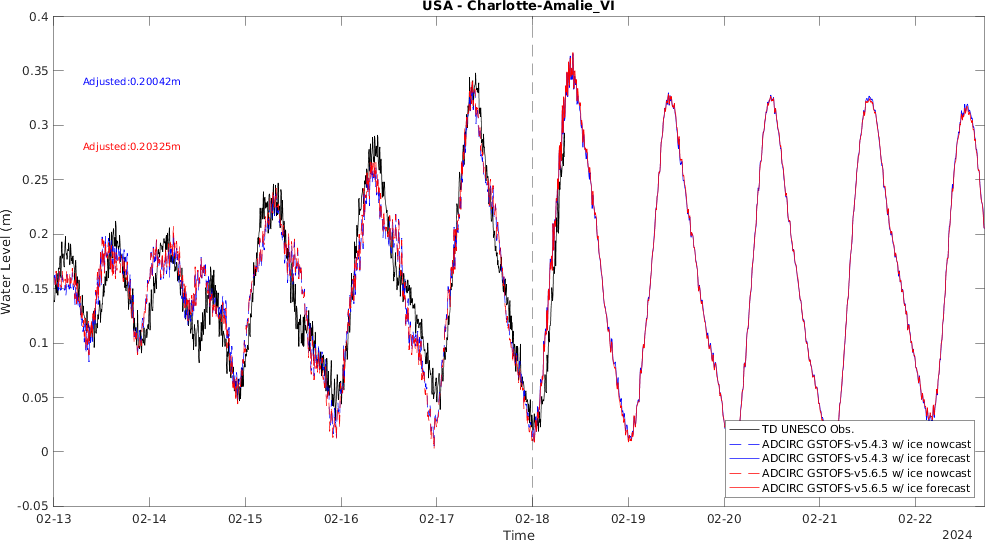 USA - Charlotte-Amalie_VI
0.4
0.35
Adjusted:0.20042m
0.3
Adjusted:0.20325m
0.25
0.2
0.15
0.1
0.05
0
-0.05
Water Level (m)
TD UNESCO Obs.
ADCIRC GSTOFS-v5.4.3 w/ ice nowcast
ADCIRC GSTOFS-v5.4.3 w/ ice forecast
ADCIRC GSTOFS-v5.6.5 w/ ice nowcast
ADCIRC GSTOFS-v5.6.5 w/ ice forecast
02-13 02-14 02-15 02-16 02-17 02-18 02-19 02-20 02-21 02-22
Time
2024